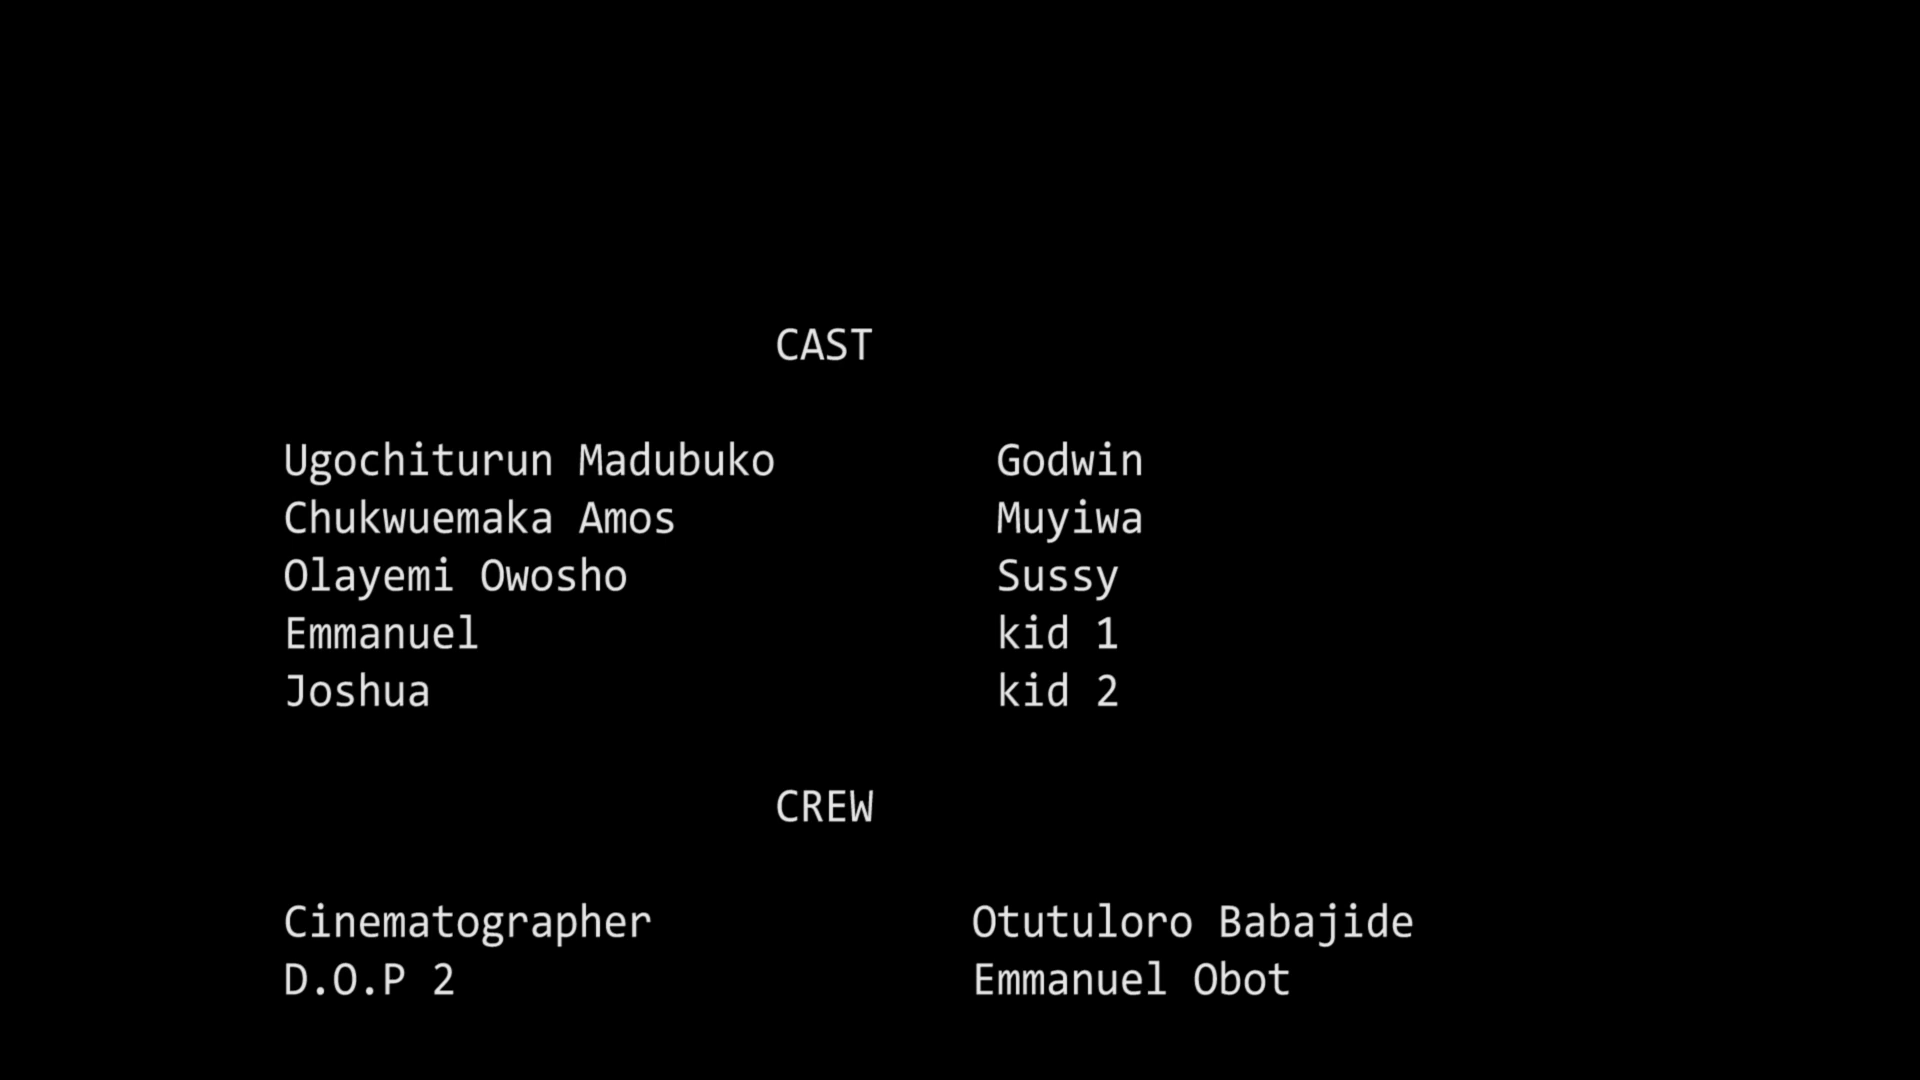 CAST
Ugochiturun Madubuko Godwin
Chukwuemaka Amos Muyiwa
Olayemi Owosho Sussy
Emmanuel kid 1
Joshua kid 2
CREW
Cinematographer Otutuloro Babajide
D.O.P 2 Emmanuel Obot